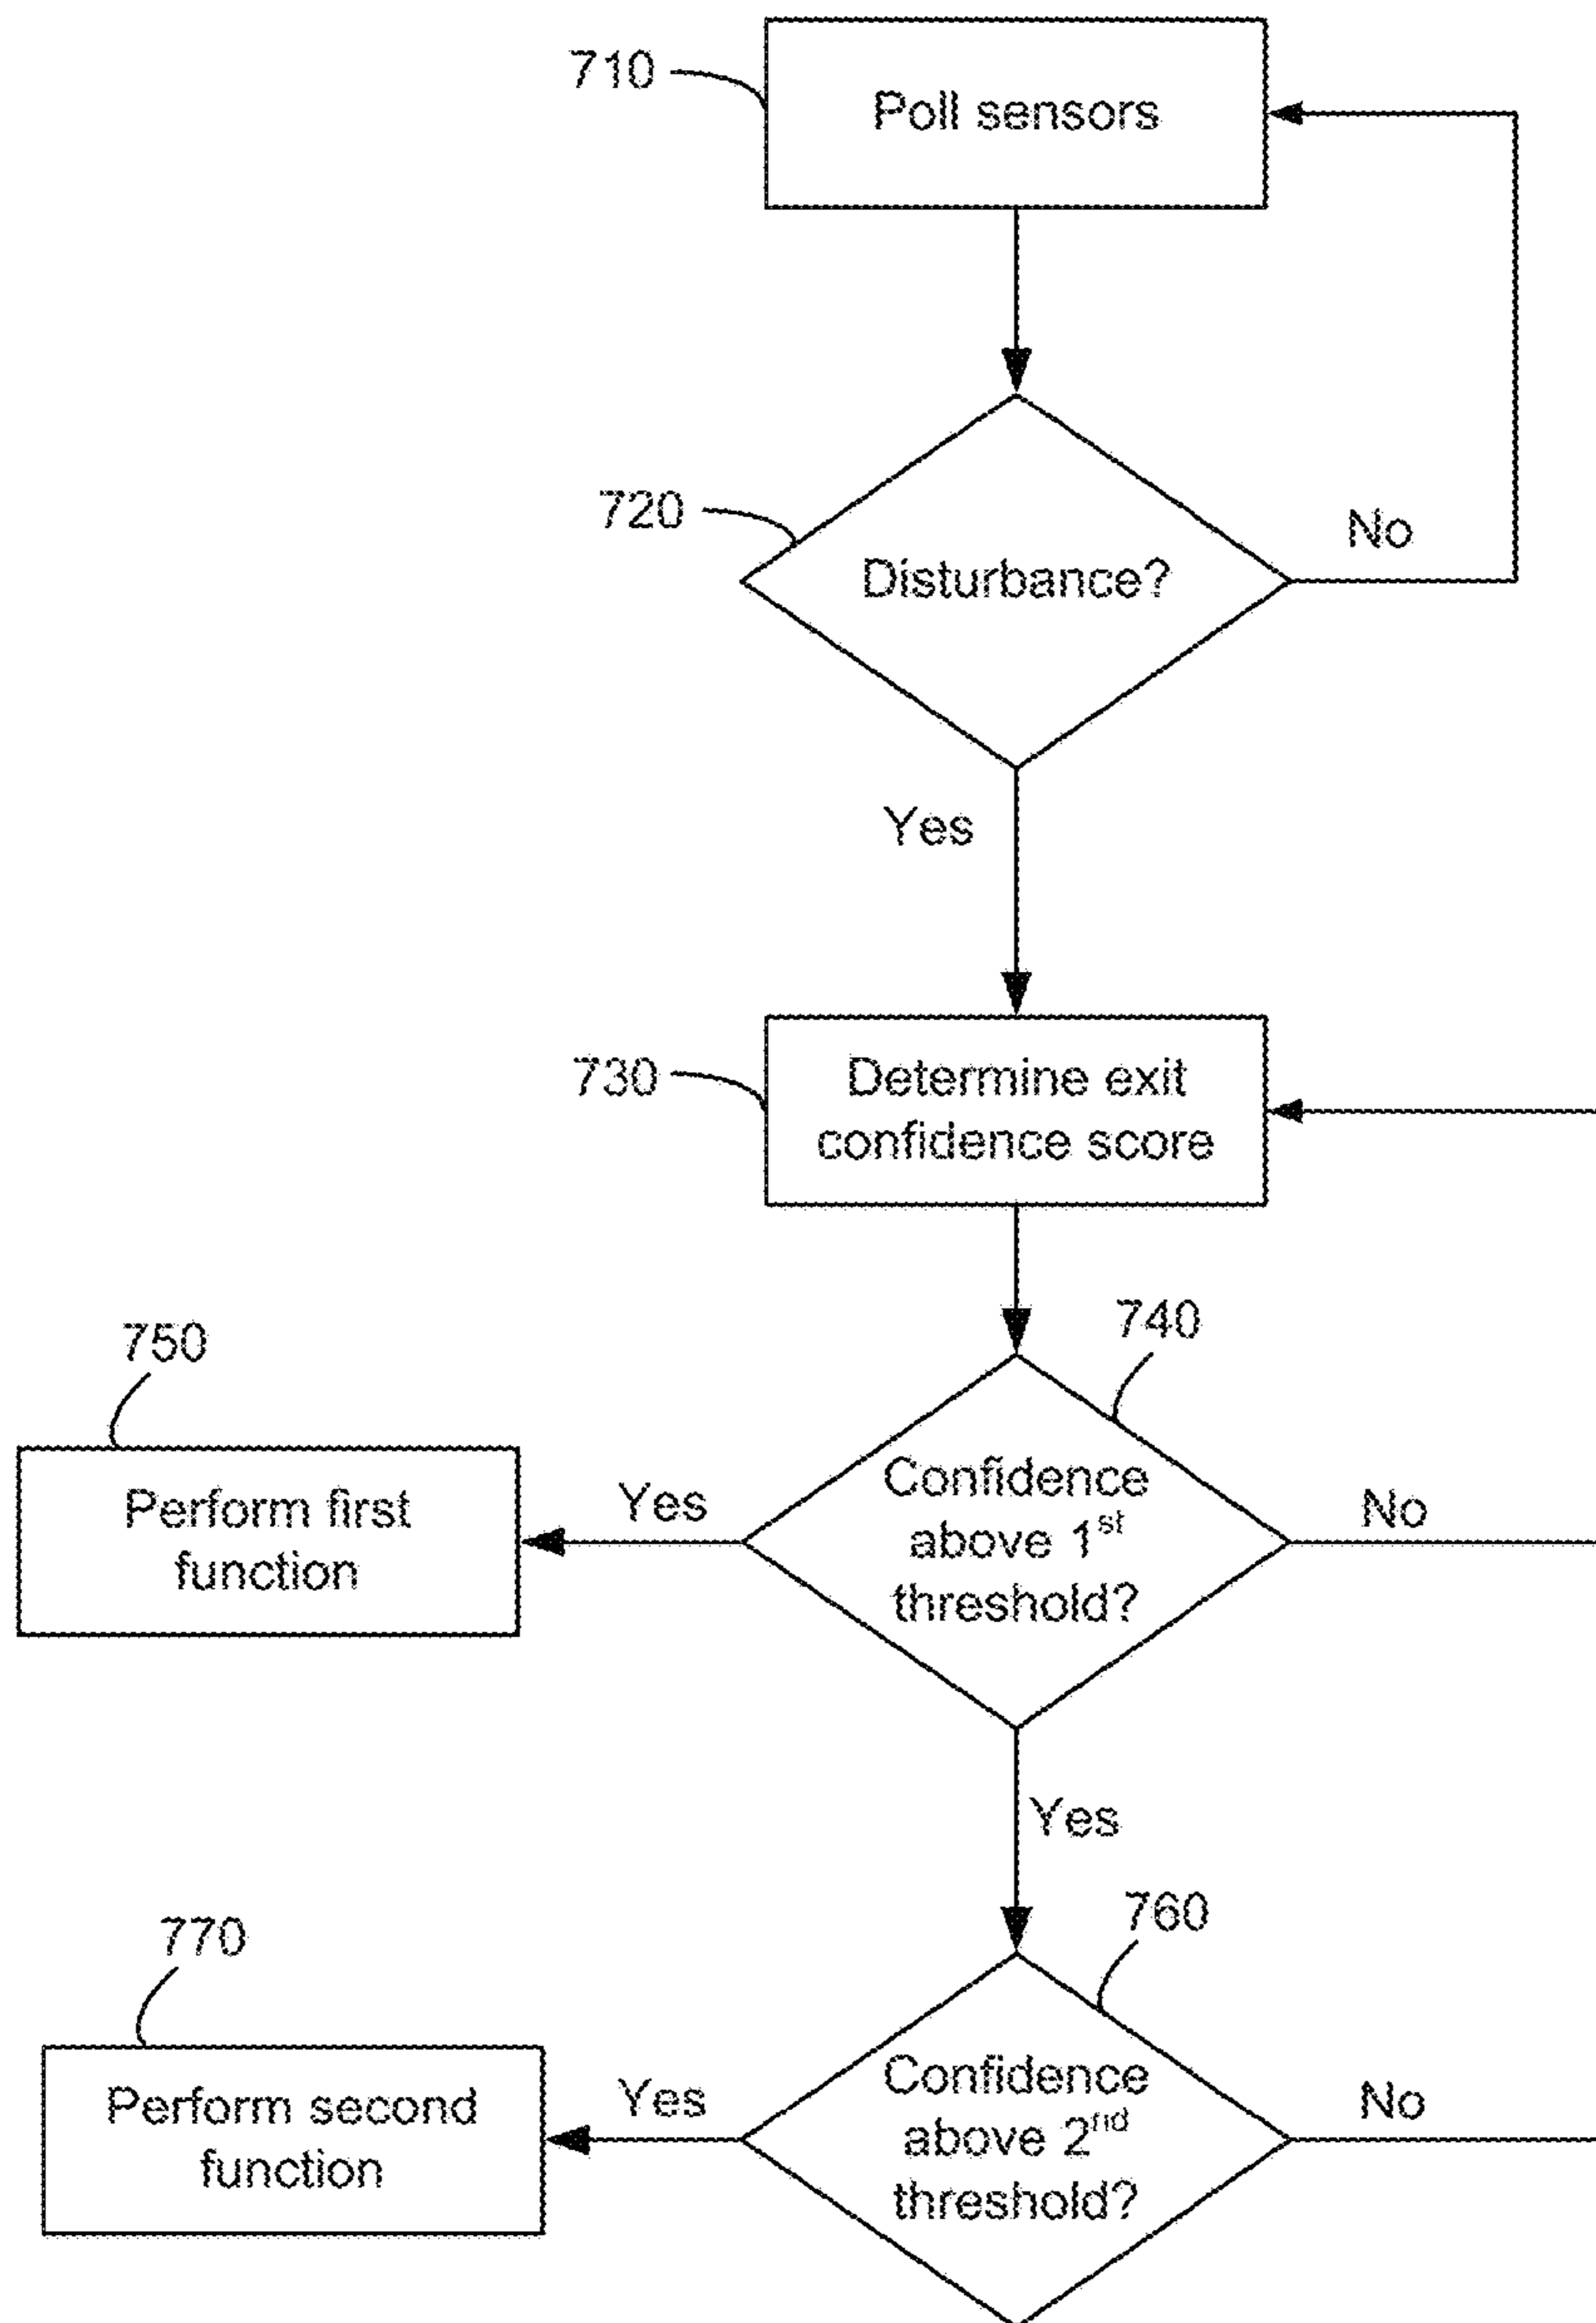 710
Poll sensors
720
Disturbance?
No
Yes
730
Determine exit
confidence score
740
750
Confidence
above 1st
threshold?
Yes
No
Perform first
function
Yes
760
770
Confidence
above 2nd
threshold?
Yes
No
Perform second
function